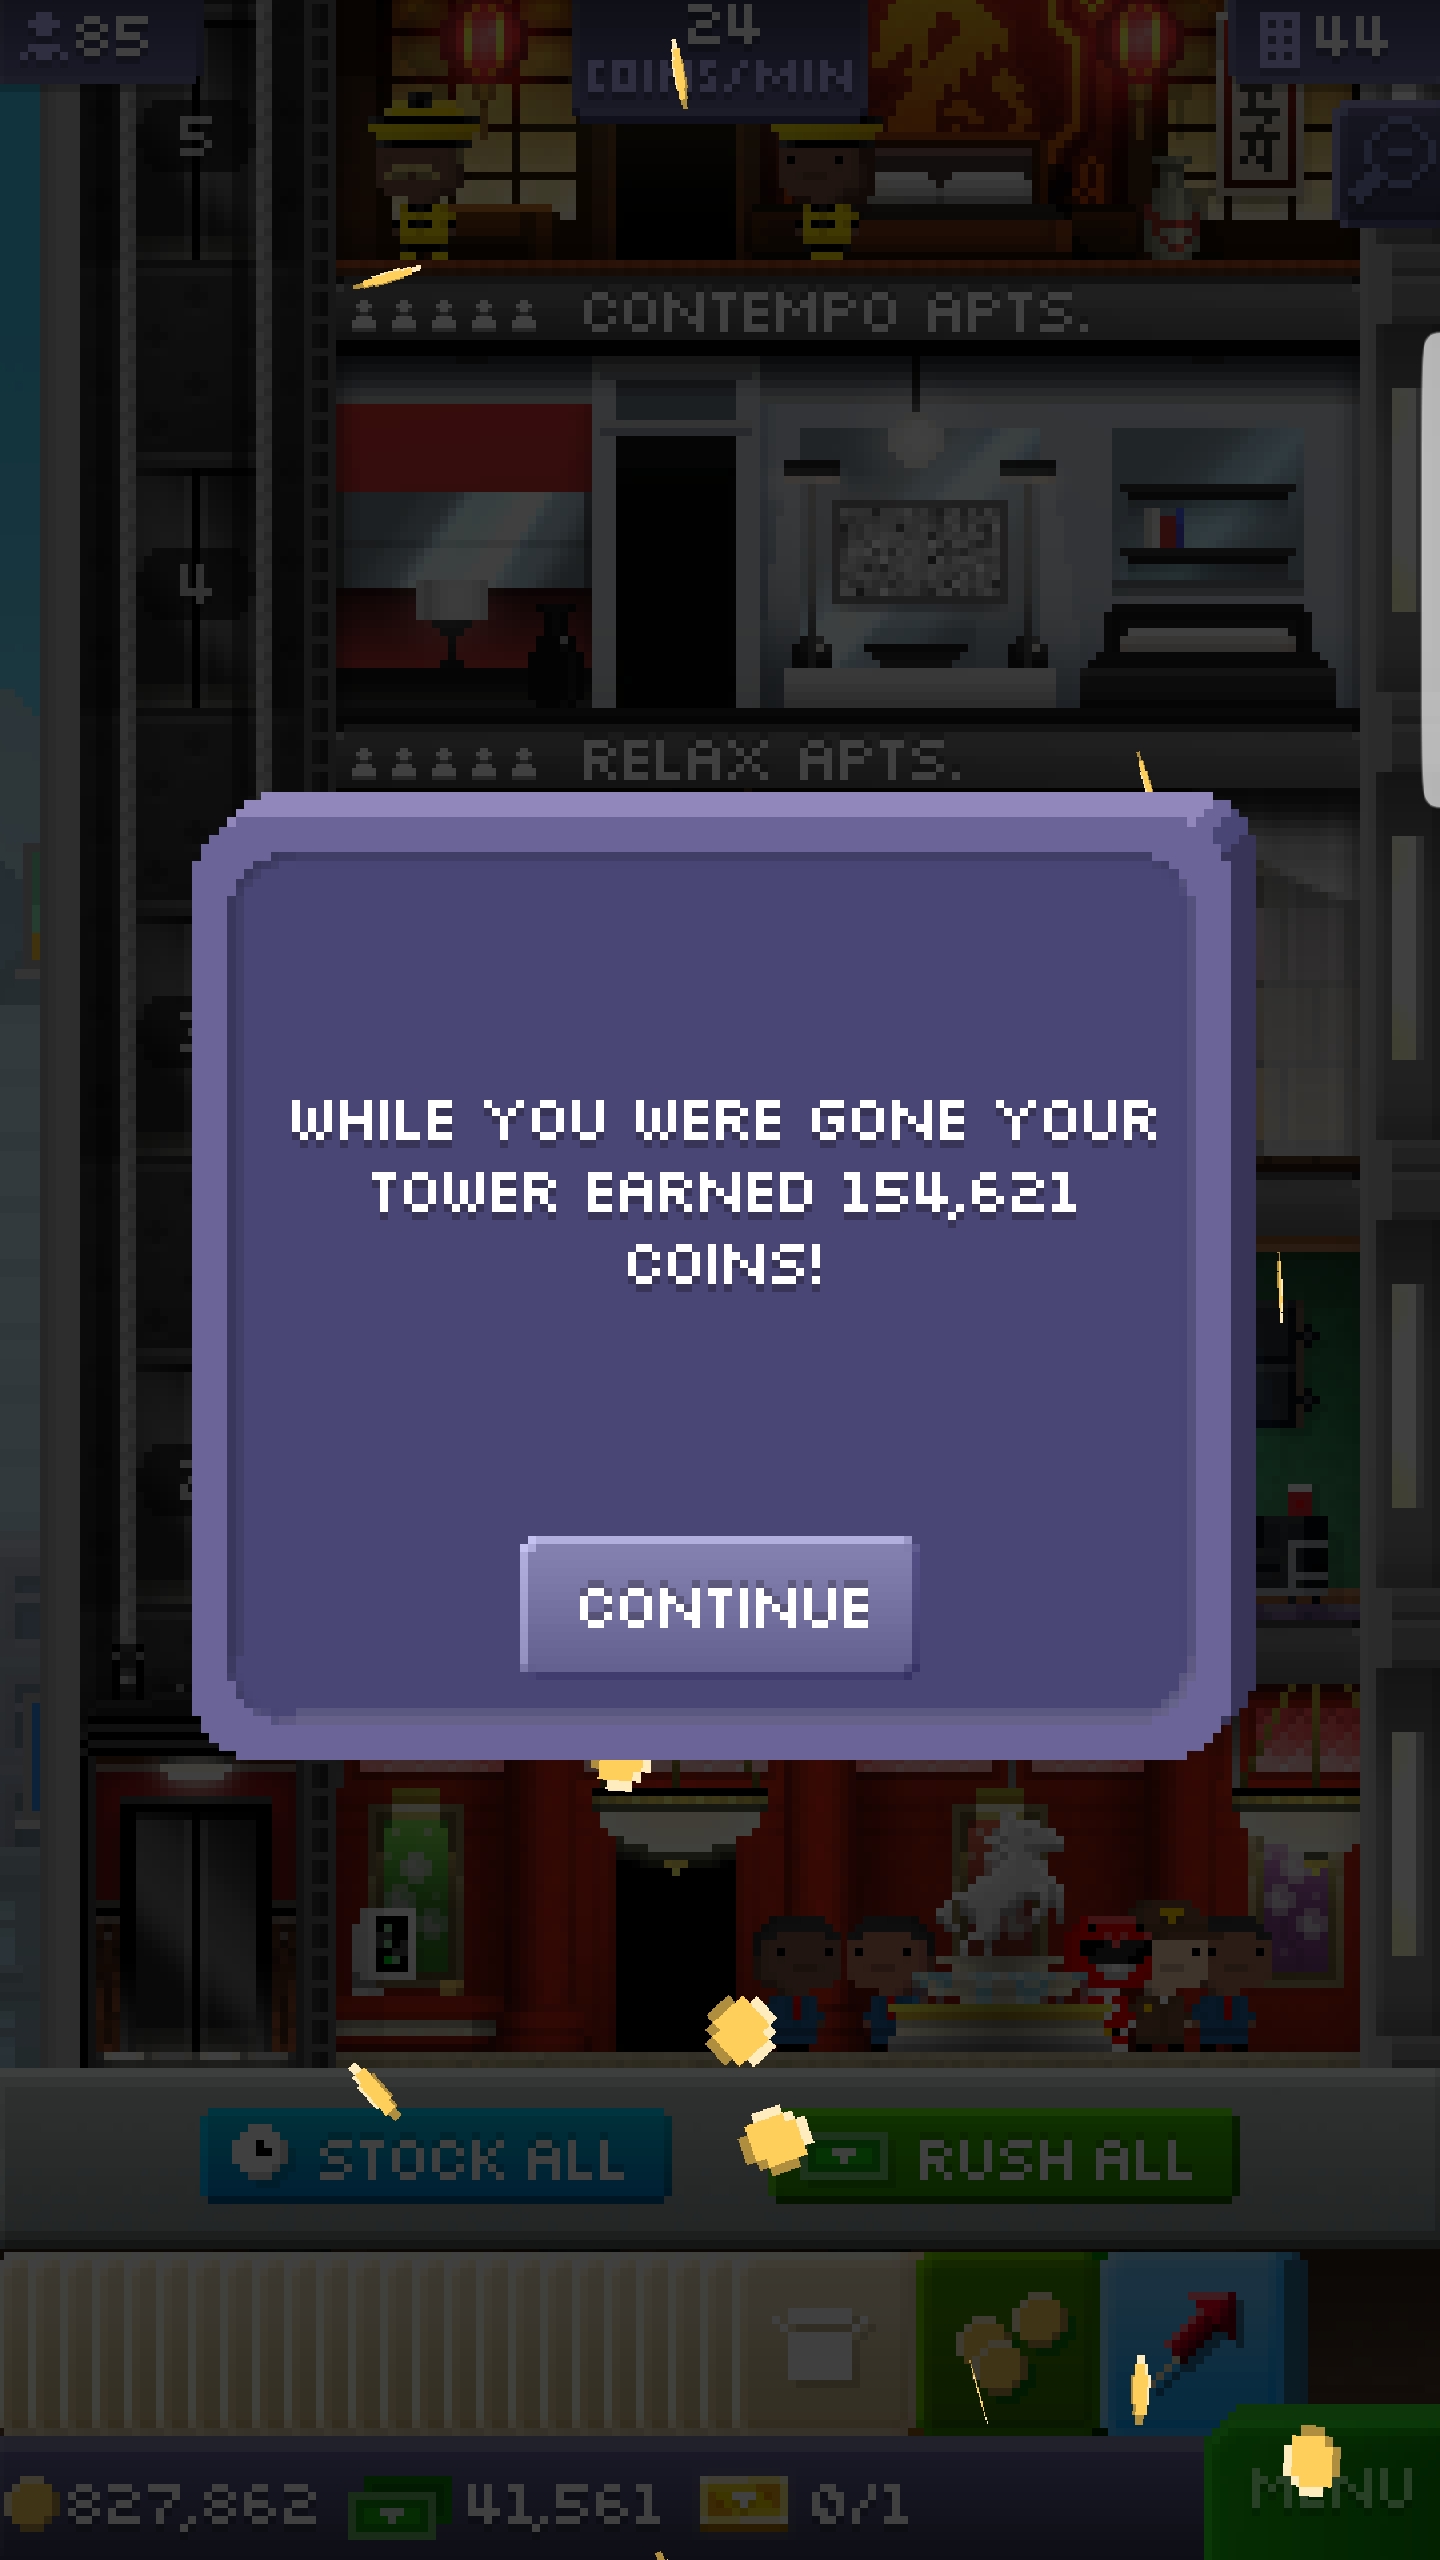 85
24
COINS/MIN
44
5
CONTEMPO APTS.
4
RELAX APTS.
WHILE YOU WERE GONE YOUR
TOWER EARNED 154,621
COINS!
CONTINUE
STOCK ALL
RUSH ALL
827,862
41,561
0/1
MENU